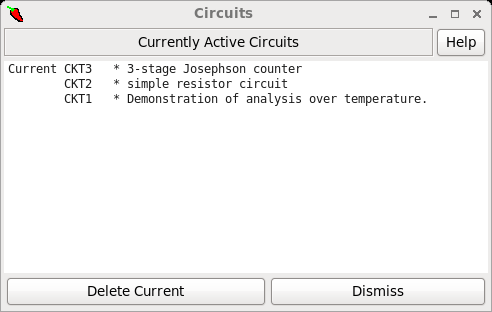 Circuits
Currently Active Circuits
Help
Current CKT3   * 3-stage Josephson counter
        CKT2   * simple resistor circuit
        CKT1   * Demonstration of analysis over temperature.
Delete Current
Dismiss